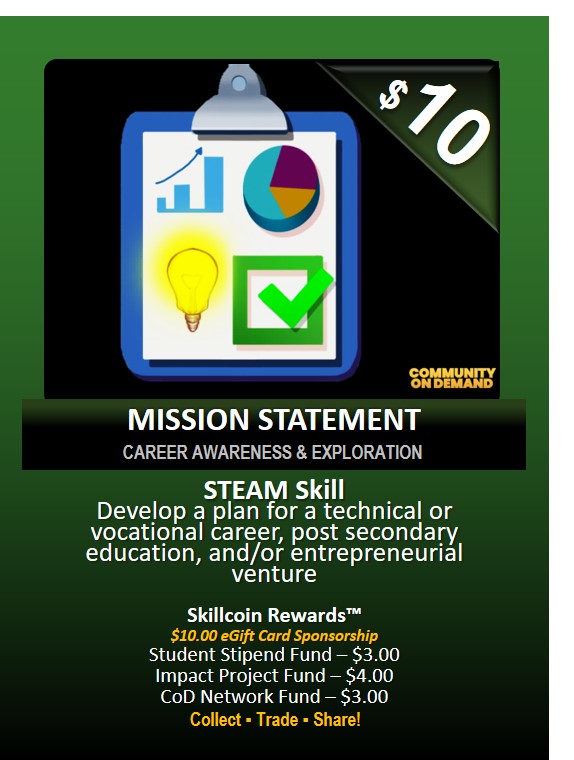 $10
COMMUNITY
ON DEMAND
MISSION STATEMENT
CAREER AWARENESS & EXPLORATION
STEAM Skill
Develop a plan for a technical or
vocational career, post secondary
education, and/or entrepreneurial
venture
Skillcoin Rewards™
$10.00 eGift Card Sponsorship
Student Stipend Fund – $3.00
Impact Project Fund – $4.00
CoD Network Fund – $3.00
Collect ▪ Trade ▪ Share!